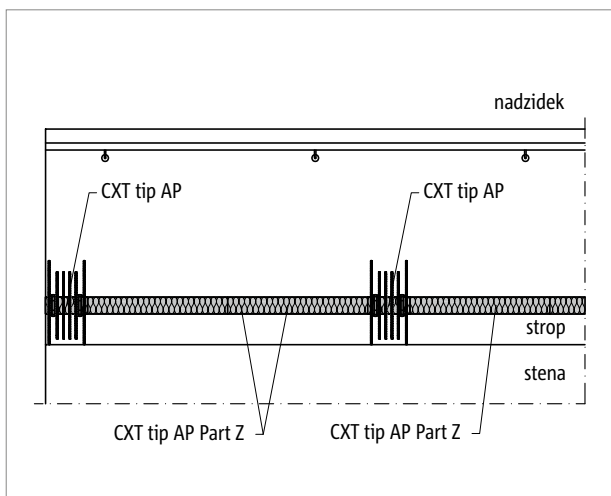 nadzidek
CXT tip AP
CXT tip AP
strop
stena
CXT tip AP Part Z
CXT tip AP Part Z